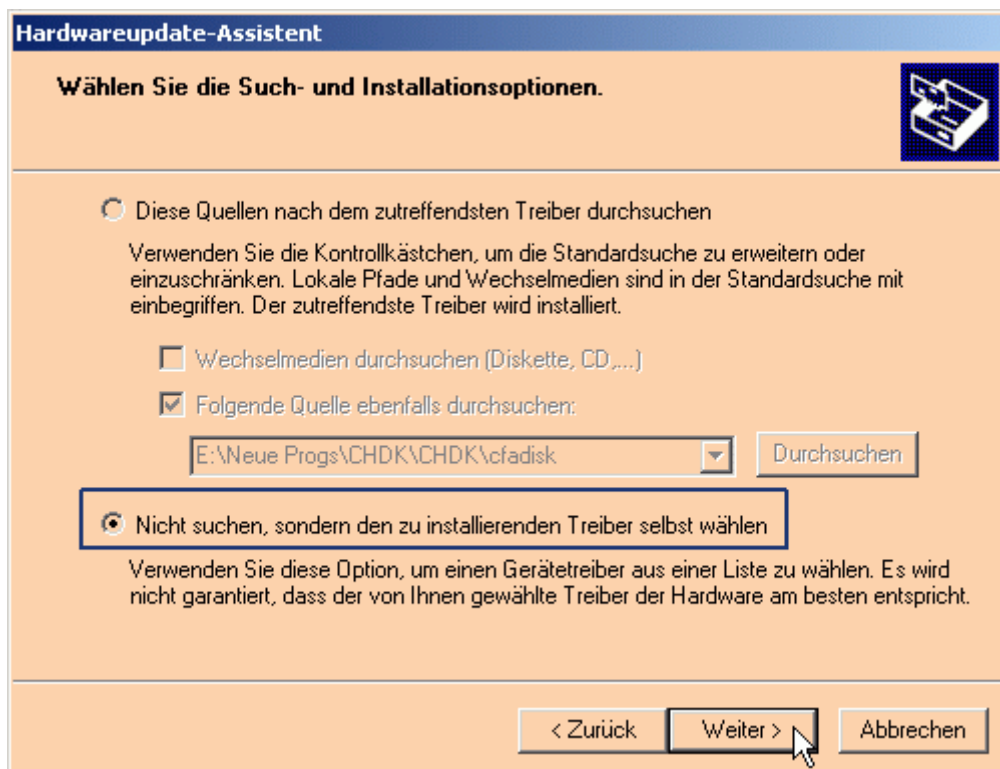 Hardwareupdate-Assistent
Wählen Sie die Such- und Installationsoptionen.
Diese Quellen nach dem zutreffendsten Treiber durchsuchen
Verwenden Sie die Kontrollkästchen, um die Standardsuche zu erweitern oder
einzuschränken. Lokale Pfade und Wechselmedien sind in der Standardsuche mit
einbegriffen. Der zutreffendste Treiber wird installiert.
Wechselmedien durchsuchen (Diskette, CD,...)
Folgende Quelle ebenfalls durchsuchen:
E:\Neue Progs\CHDK\CHDK\cfadisk
Durchsuchen
Nicht suchen, sondern den zu installierenden Treiber selbst wählen
Verwenden Sie diese Option, um einen Gerätetreiber aus einer Liste zu wählen. Es wird
nicht garantiert, dass der von Ihnen gewählte Treiber der Hardware am besten entspricht.
< Zurück
Weiter >
Abbrechen